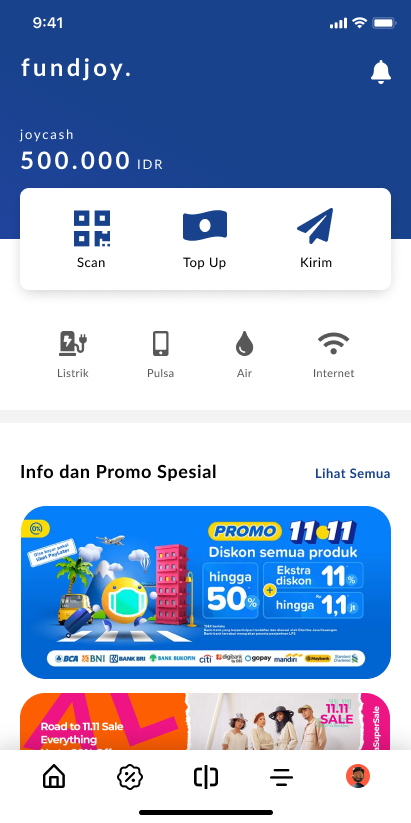 9:41
fundjoy.
joycash
500.000 IDR
Scan
Top Up
Kirim
Listrik
Pulsa
Air
Internet
Info dan Promo Spesial
Lihat Semua
0%
PROMO 11.11
Diskon semua produk
hingga
50%
Ekstra
diskon
11%
hingga
Rp
1,1 jt
BCA
BNI
BANK BRI
BANK BUKOPIN
citi
digibank
gopay
mandiri
Maybank
Standard
Chartered
Road to 11.11 Sale
Everything
11.11
SALE